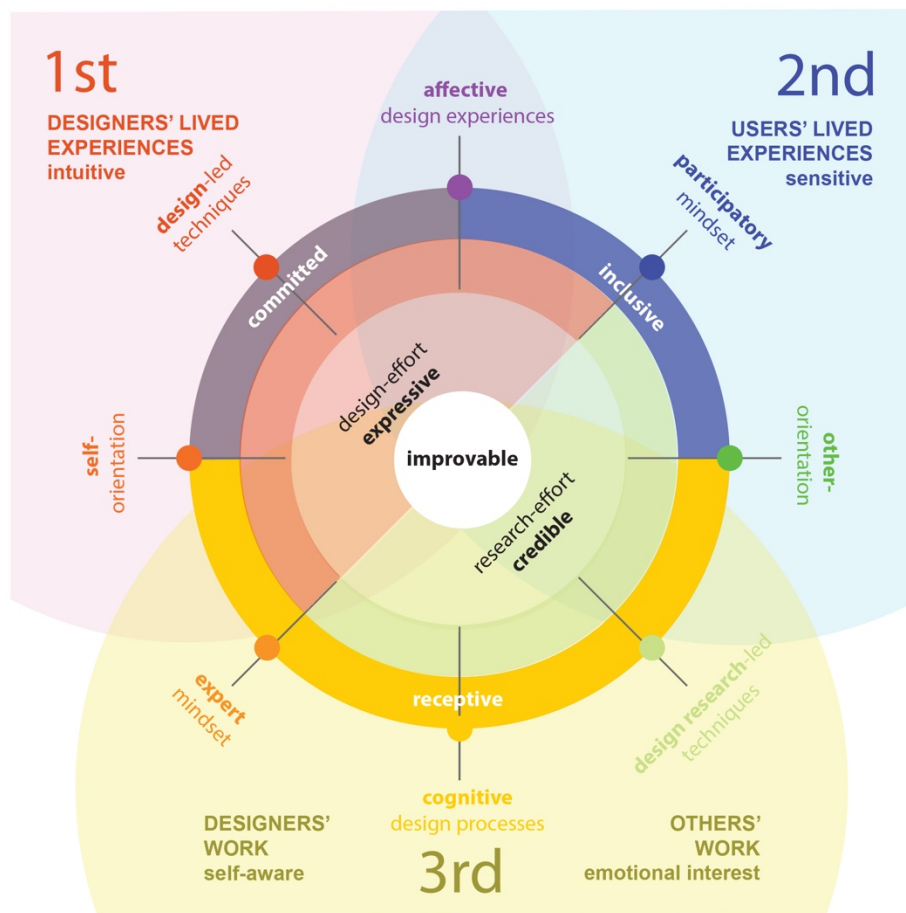 1st
DESIGNERS' LIVED
EXPERIENCES
intuitive
2nd
USERS' LIVED
EXPERIENCES
sensitive
affective
design experiences
design-led
techniques
participatory
mindset
committed
inclusive
design-effort
expressive
improvable
self-
orientation
other-
orientation
research-effort
credible
receptive
expert
mindset
design research-led
techniques
cognitive
design processes
3rd
DESIGNERS'
WORK
self-aware
OTHERS'
WORK
emotional interest